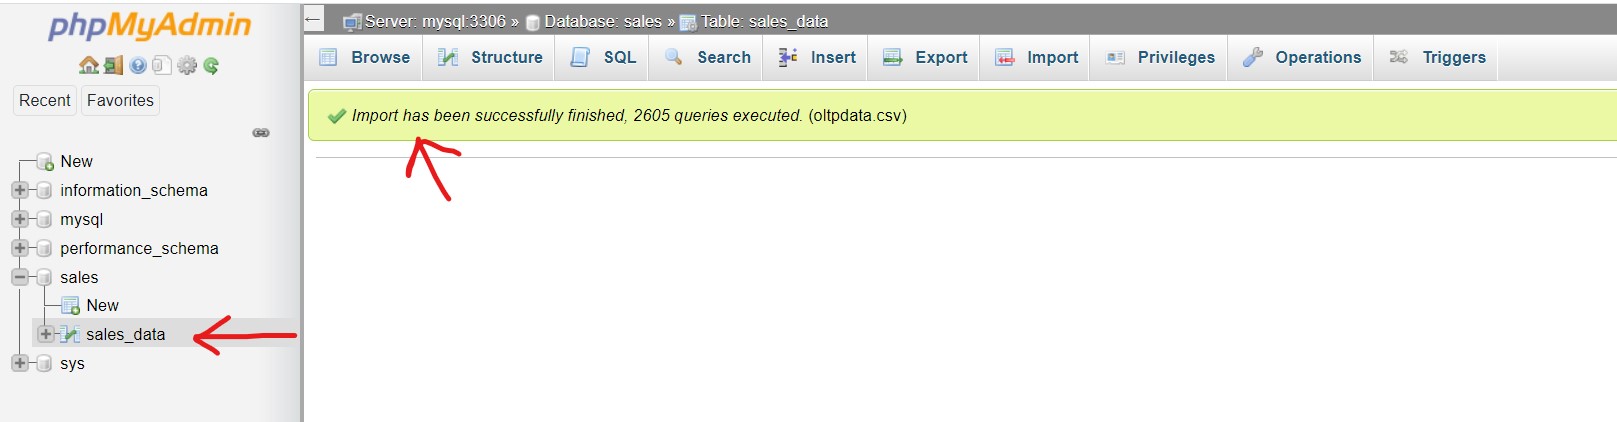 phpMyAdmin
Recent Favorites
New
information_schema
mysql
performance_schema
sales
New
sales_data
sys
Server: mysql:3306 » Database: sales » Table: sales_data
Browse Structure SQL Search Insert Export Import Privileges Operations Triggers
Import has been successfully finished, 2605 queries executed. (oltpdata.csv)